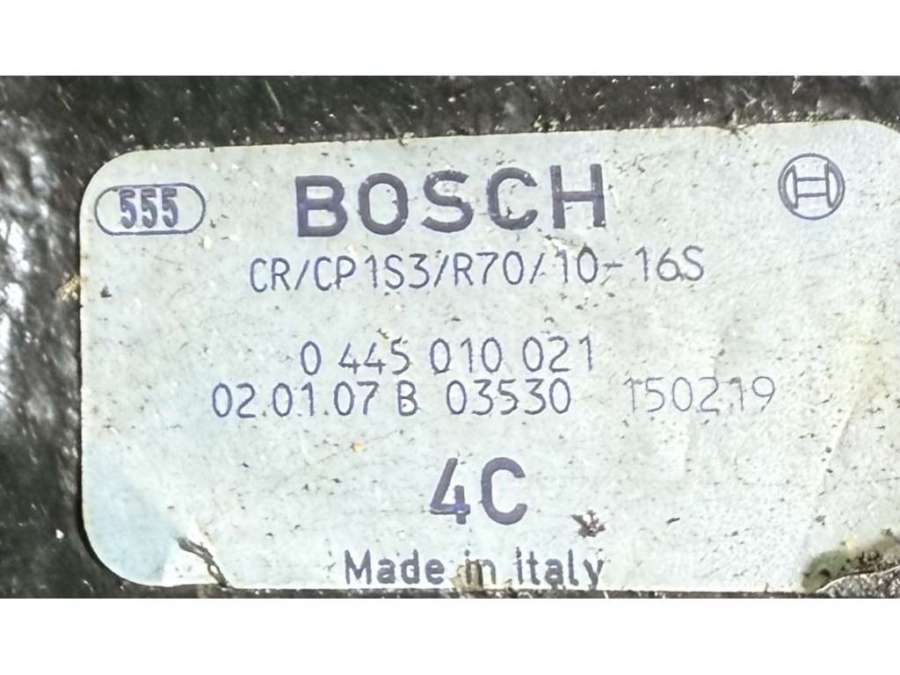 555 BOSCH
CR/CP1S3/R70/10-16S
0 445 010 021
02.01.07 B 03530 150219
4C
Made in italy